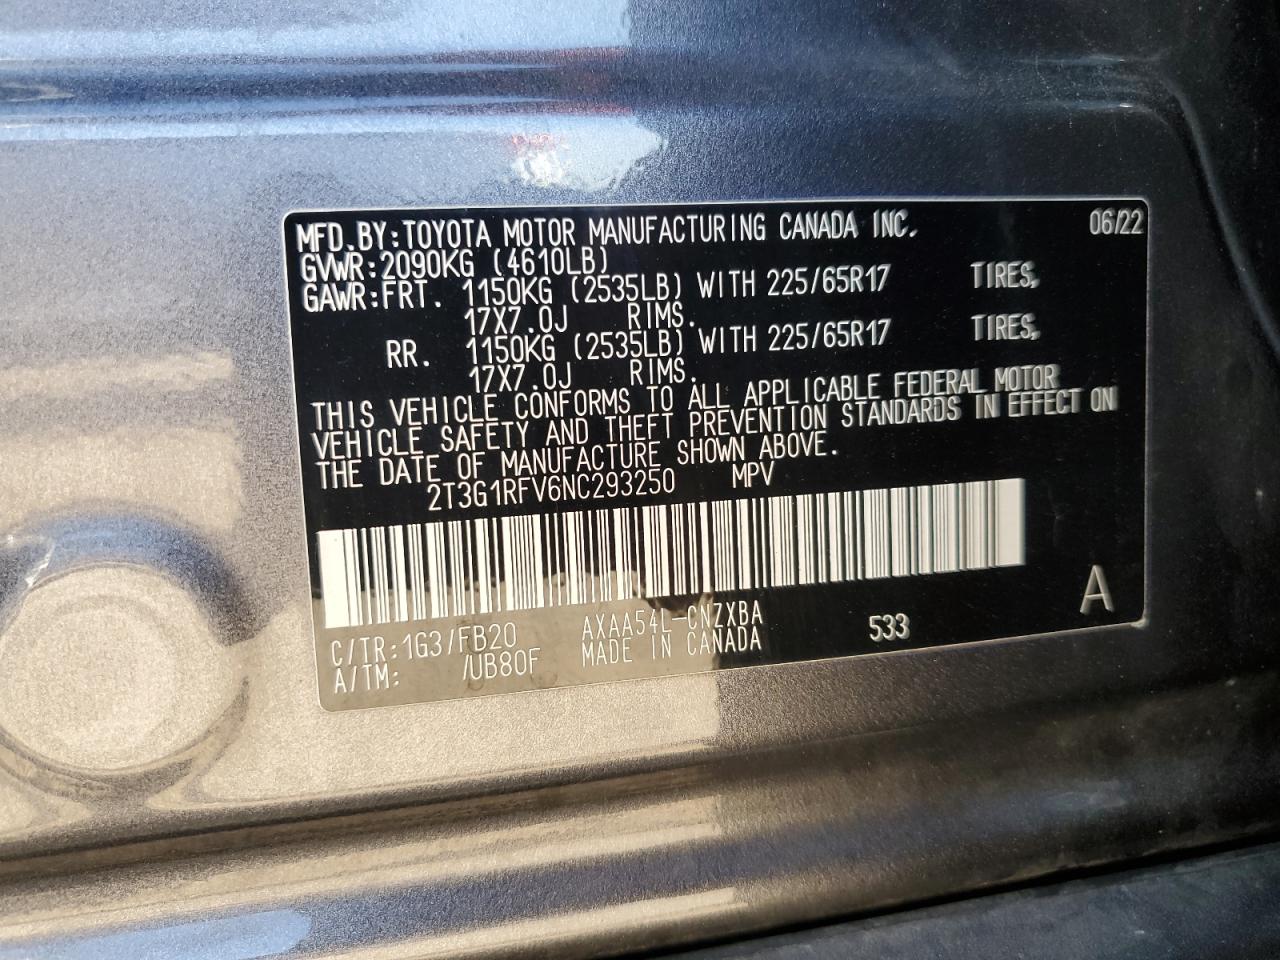 MFD.BY:TOYOTA MOTOR MANUFACTURING CANADA INC. 06/22
GVWR:2090KG (4610LB)
GAWR:FRT. 1150KG (2535LB) WITH 225/65R17 TIRES,
17X7.0J RIMS.
RR. 1150KG (2535LB) WITH 225/65R17 TIRES,
17X7.0J RIMS.
THIS VEHICLE CONFORMS TO ALL APPLICABLE FEDERAL MOTOR
VEHICLE SAFETY AND THEFT PREVENTION STANDARDS IN EFFECT ON
THE DATE OF MANUFACTURE SHOWN ABOVE.
2T3G1RFV6NC293250 MPV
A
C/TR:1G3/FB20 AXAA54L-CNZXBA 533
A/TM: /UB80F MADE IN CANADA